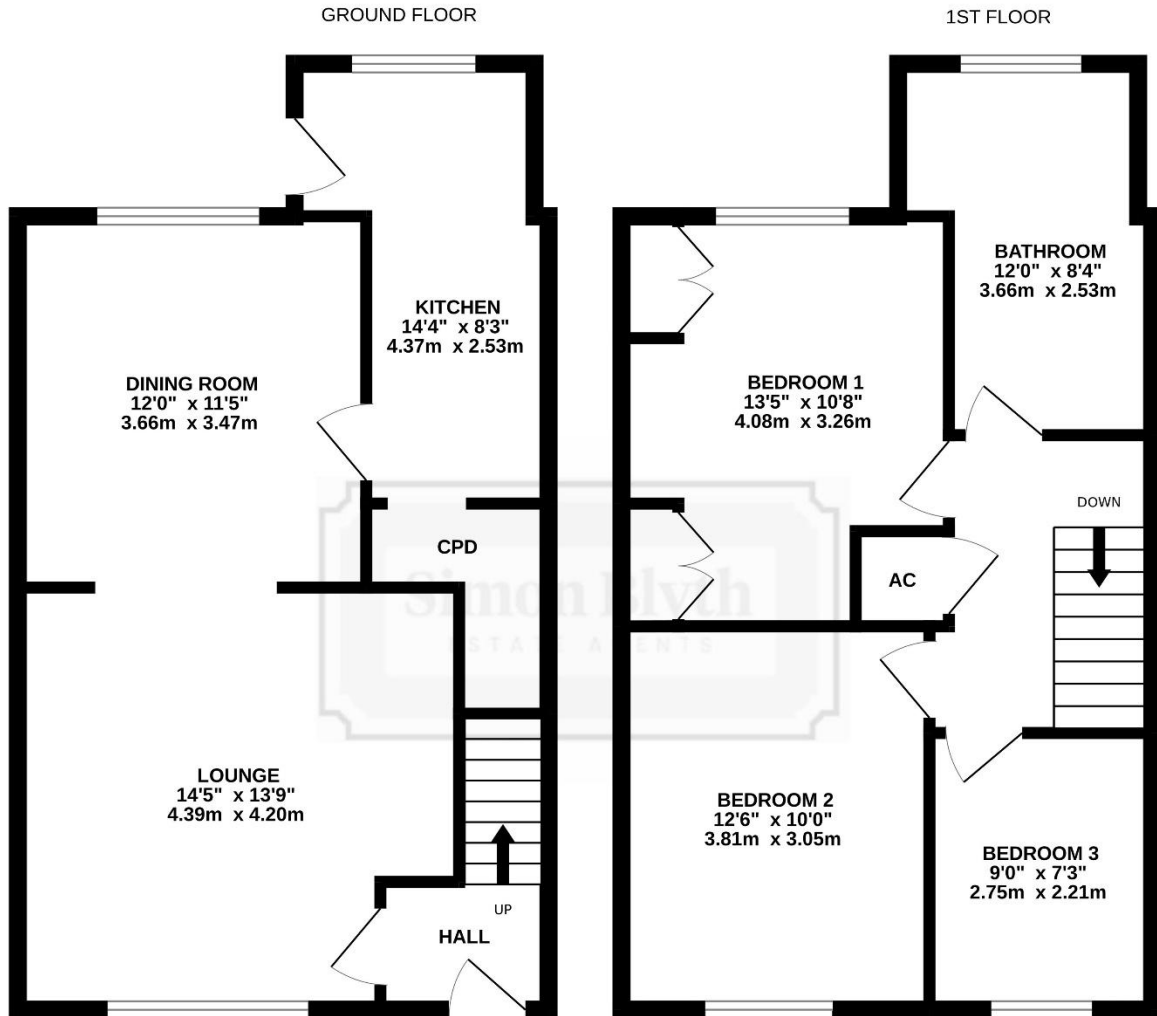 GROUND FLOOR
KITCHEN
14'4" x 8'3"
4.37m x 2.53m
DINING ROOM
12'0" x 11'5"
3.66m x 3.47m
CPD
LOUNGE
14'5" x 13'9"
4.39m x 4.20m
UP
HALL
1ST FLOOR
BATHROOM
12'0" x 8'4"
3.66m x 2.53m
BEDROOM 1
13'5" x 10'8"
4.08m x 3.26m
DOWN
AC
BEDROOM 2
12'6" x 10'0"
3.81m x 3.05m
BEDROOM 3
9'0" x 7'3"
2.75m x 2.21m
Simon Blyth
ESTATE AGENTS